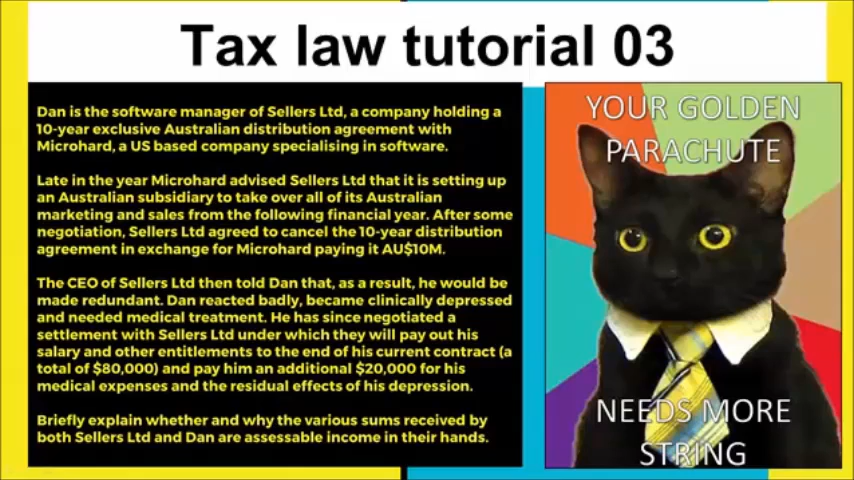 Tax law tutorial 03
Dan is the software manager of Sellers Ltd, a company holding a
10-year exclusive Australian distribution agreement with
Microhard, a US based company specialising in software.
Late in the year Microhard advised Sellers Ltd that it is setting up
an Australian subsidiary to take over all of its Australian
marketing and sales from the following financial year. After some
negotiation, Sellers Ltd agreed to cancel the 10-year distribution
agreement in exchange for Microhard paying it AU$10M.
The CEO of Sellers Ltd then told Dan that, as a result, he would be
made redundant. Dan reacted badly, became clinically depressed
and needed medical treatment. He has since negotiated a
settlement with Sellers Ltd under which they will pay out his
salary and other entitlements to the end of his current contract (a
total of $80,000) and pay him an additional $20,000 for his
medical expenses and the residual effects of his depression.
Briefly explain whether and why the various sums received by
both Sellers Ltd and Dan are assessable income in their hands.
YOUR GOLDEN
PARACHUTE
NEEDS MORE
STRING